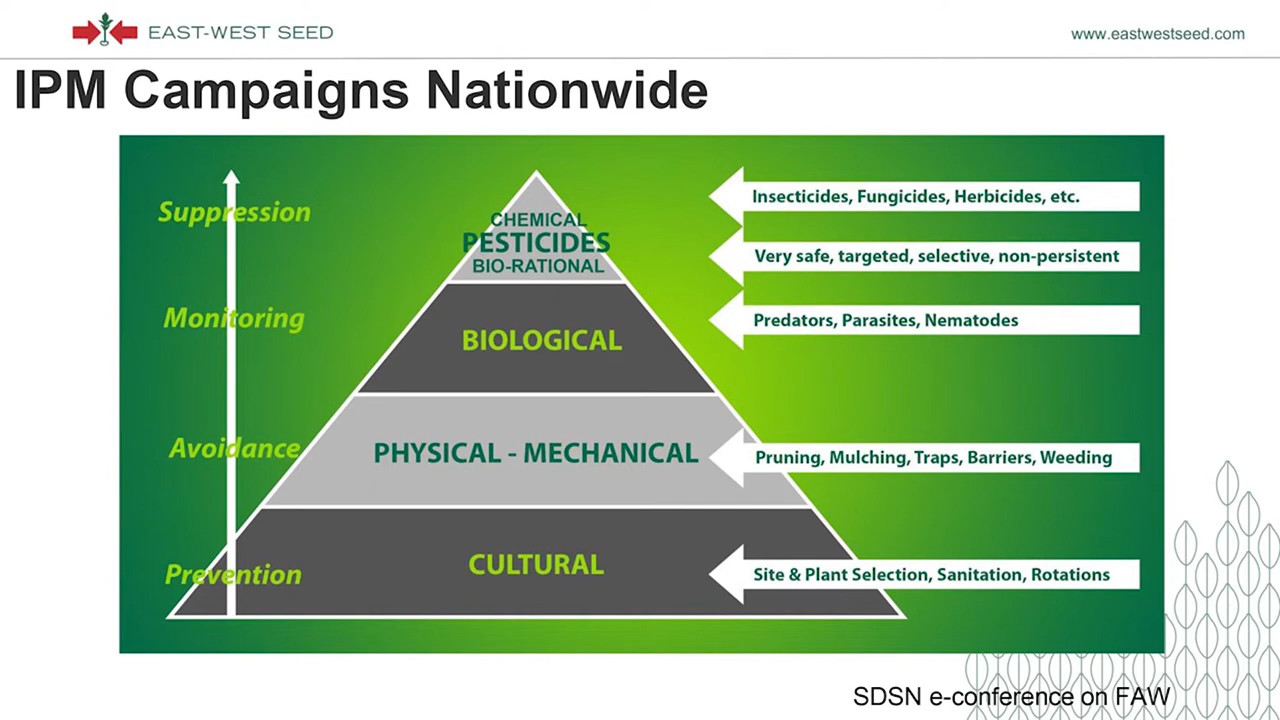 EAST-WEST SEED
www.eastwestseed.com
IPM Campaigns Nationwide
Suppression
CHEMICAL
PESTICIDES
BIO-RATIONAL
Insecticides, Fungicides, Herbicides, etc.
Very safe, targeted, selective, non-persistent
Monitoring
BIOLOGICAL
Predators, Parasites, Nematodes
Avoidance
PHYSICAL - MECHANICAL
Pruning, Mulching, Traps, Barriers, Weeding
Prevention
CULTURAL
Site & Plant Selection, Sanitation, Rotations
SDSN e-conference on FAW